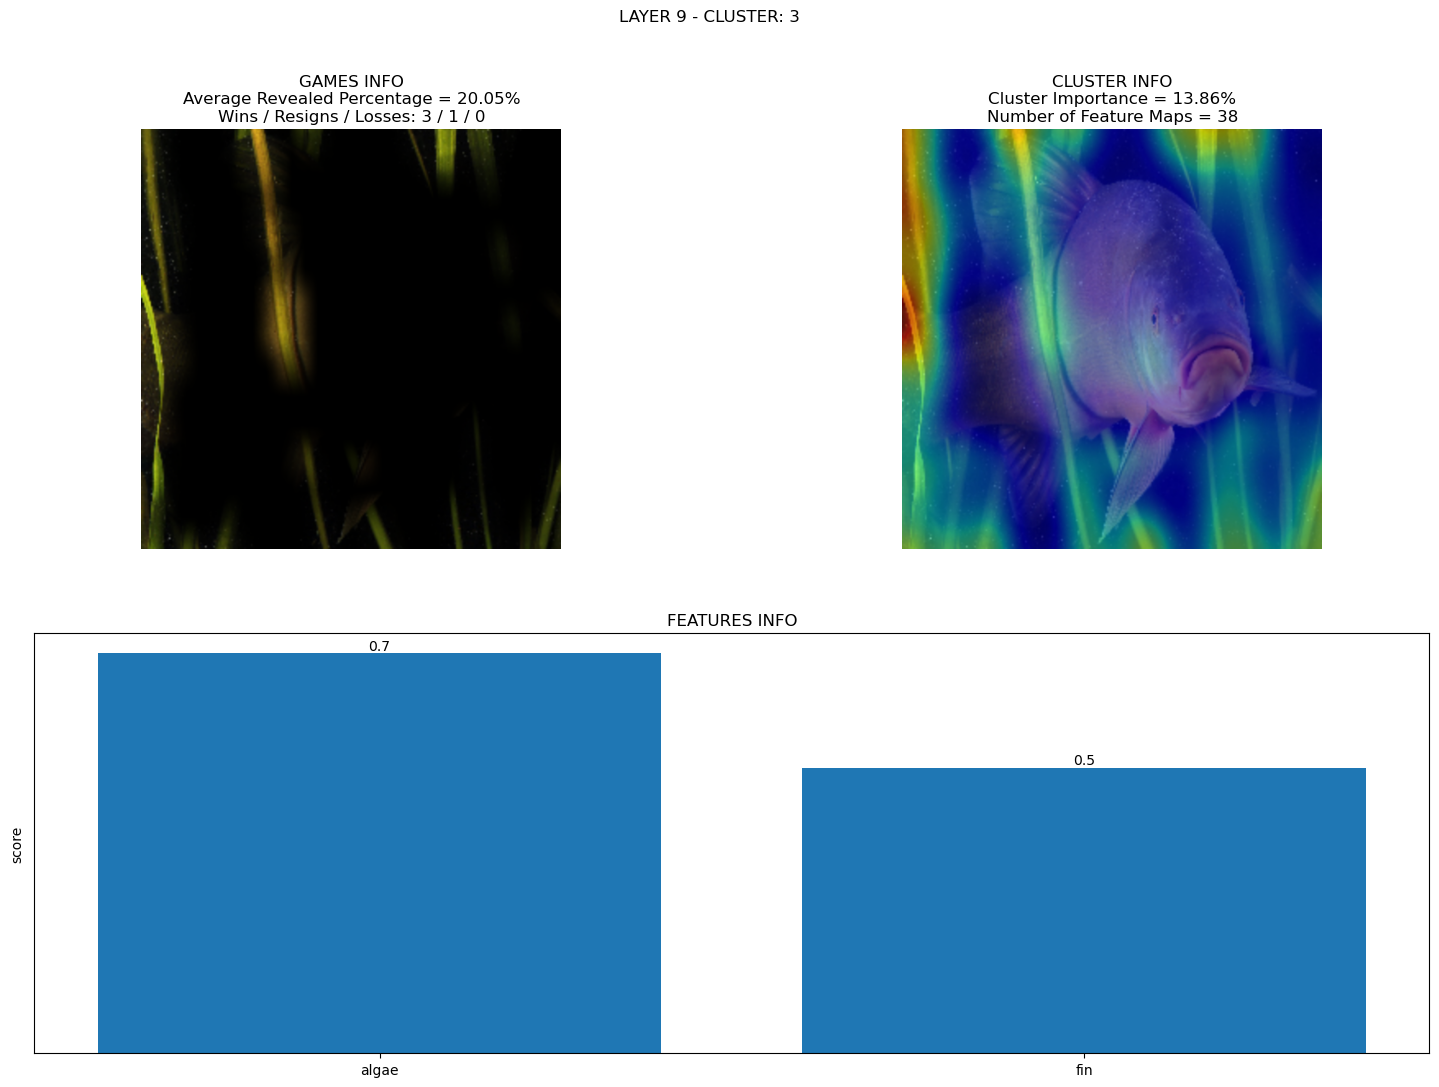 LAYER 9 - CLUSTER: 3
GAMES INFO
Average Revealed Percentage = 20.05%
Wins / Resigns / Losses: 3 / 1 / 0
CLUSTER INFO
Cluster Importance = 13.86%
Number of Feature Maps = 38
FEATURES INFO
score
0.7
0.5
algae
fin